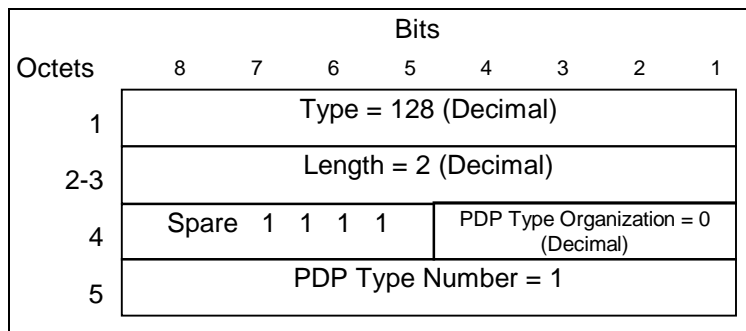 Bits
Octets 8 7 6 5 4 3 2 1
1 Type = 128 (Decimal)
2-3 Length = 2 (Decimal)
4 Spare 1 1 1 1 PDP Type Organization = 0
(Decimal)
5 PDP Type Number = 1